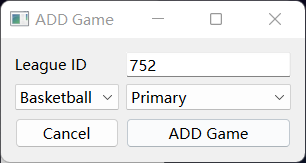 ADD Game
League ID 752
Basketball Primary
Cancel ADD Game